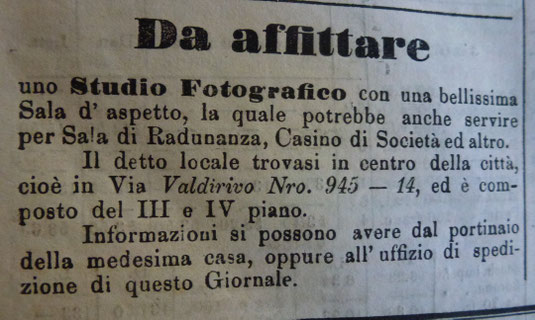 Da affittare
uno Studio Fotografico con una bellissima
Sala d' aspetto, la quale potrebbe anche servire
per Sala di Radunanza, Casino di Società ed altro.
Il detto locale trovasi in centro della città,
cioè in Via Valdirivo Nro. 945 — 14, ed è com-
posto del III e IV piano.
Informazioni si possono avere dal portinaio
della medesima casa, oppure all' uffizio di spedi-
zione di questo Giornale.